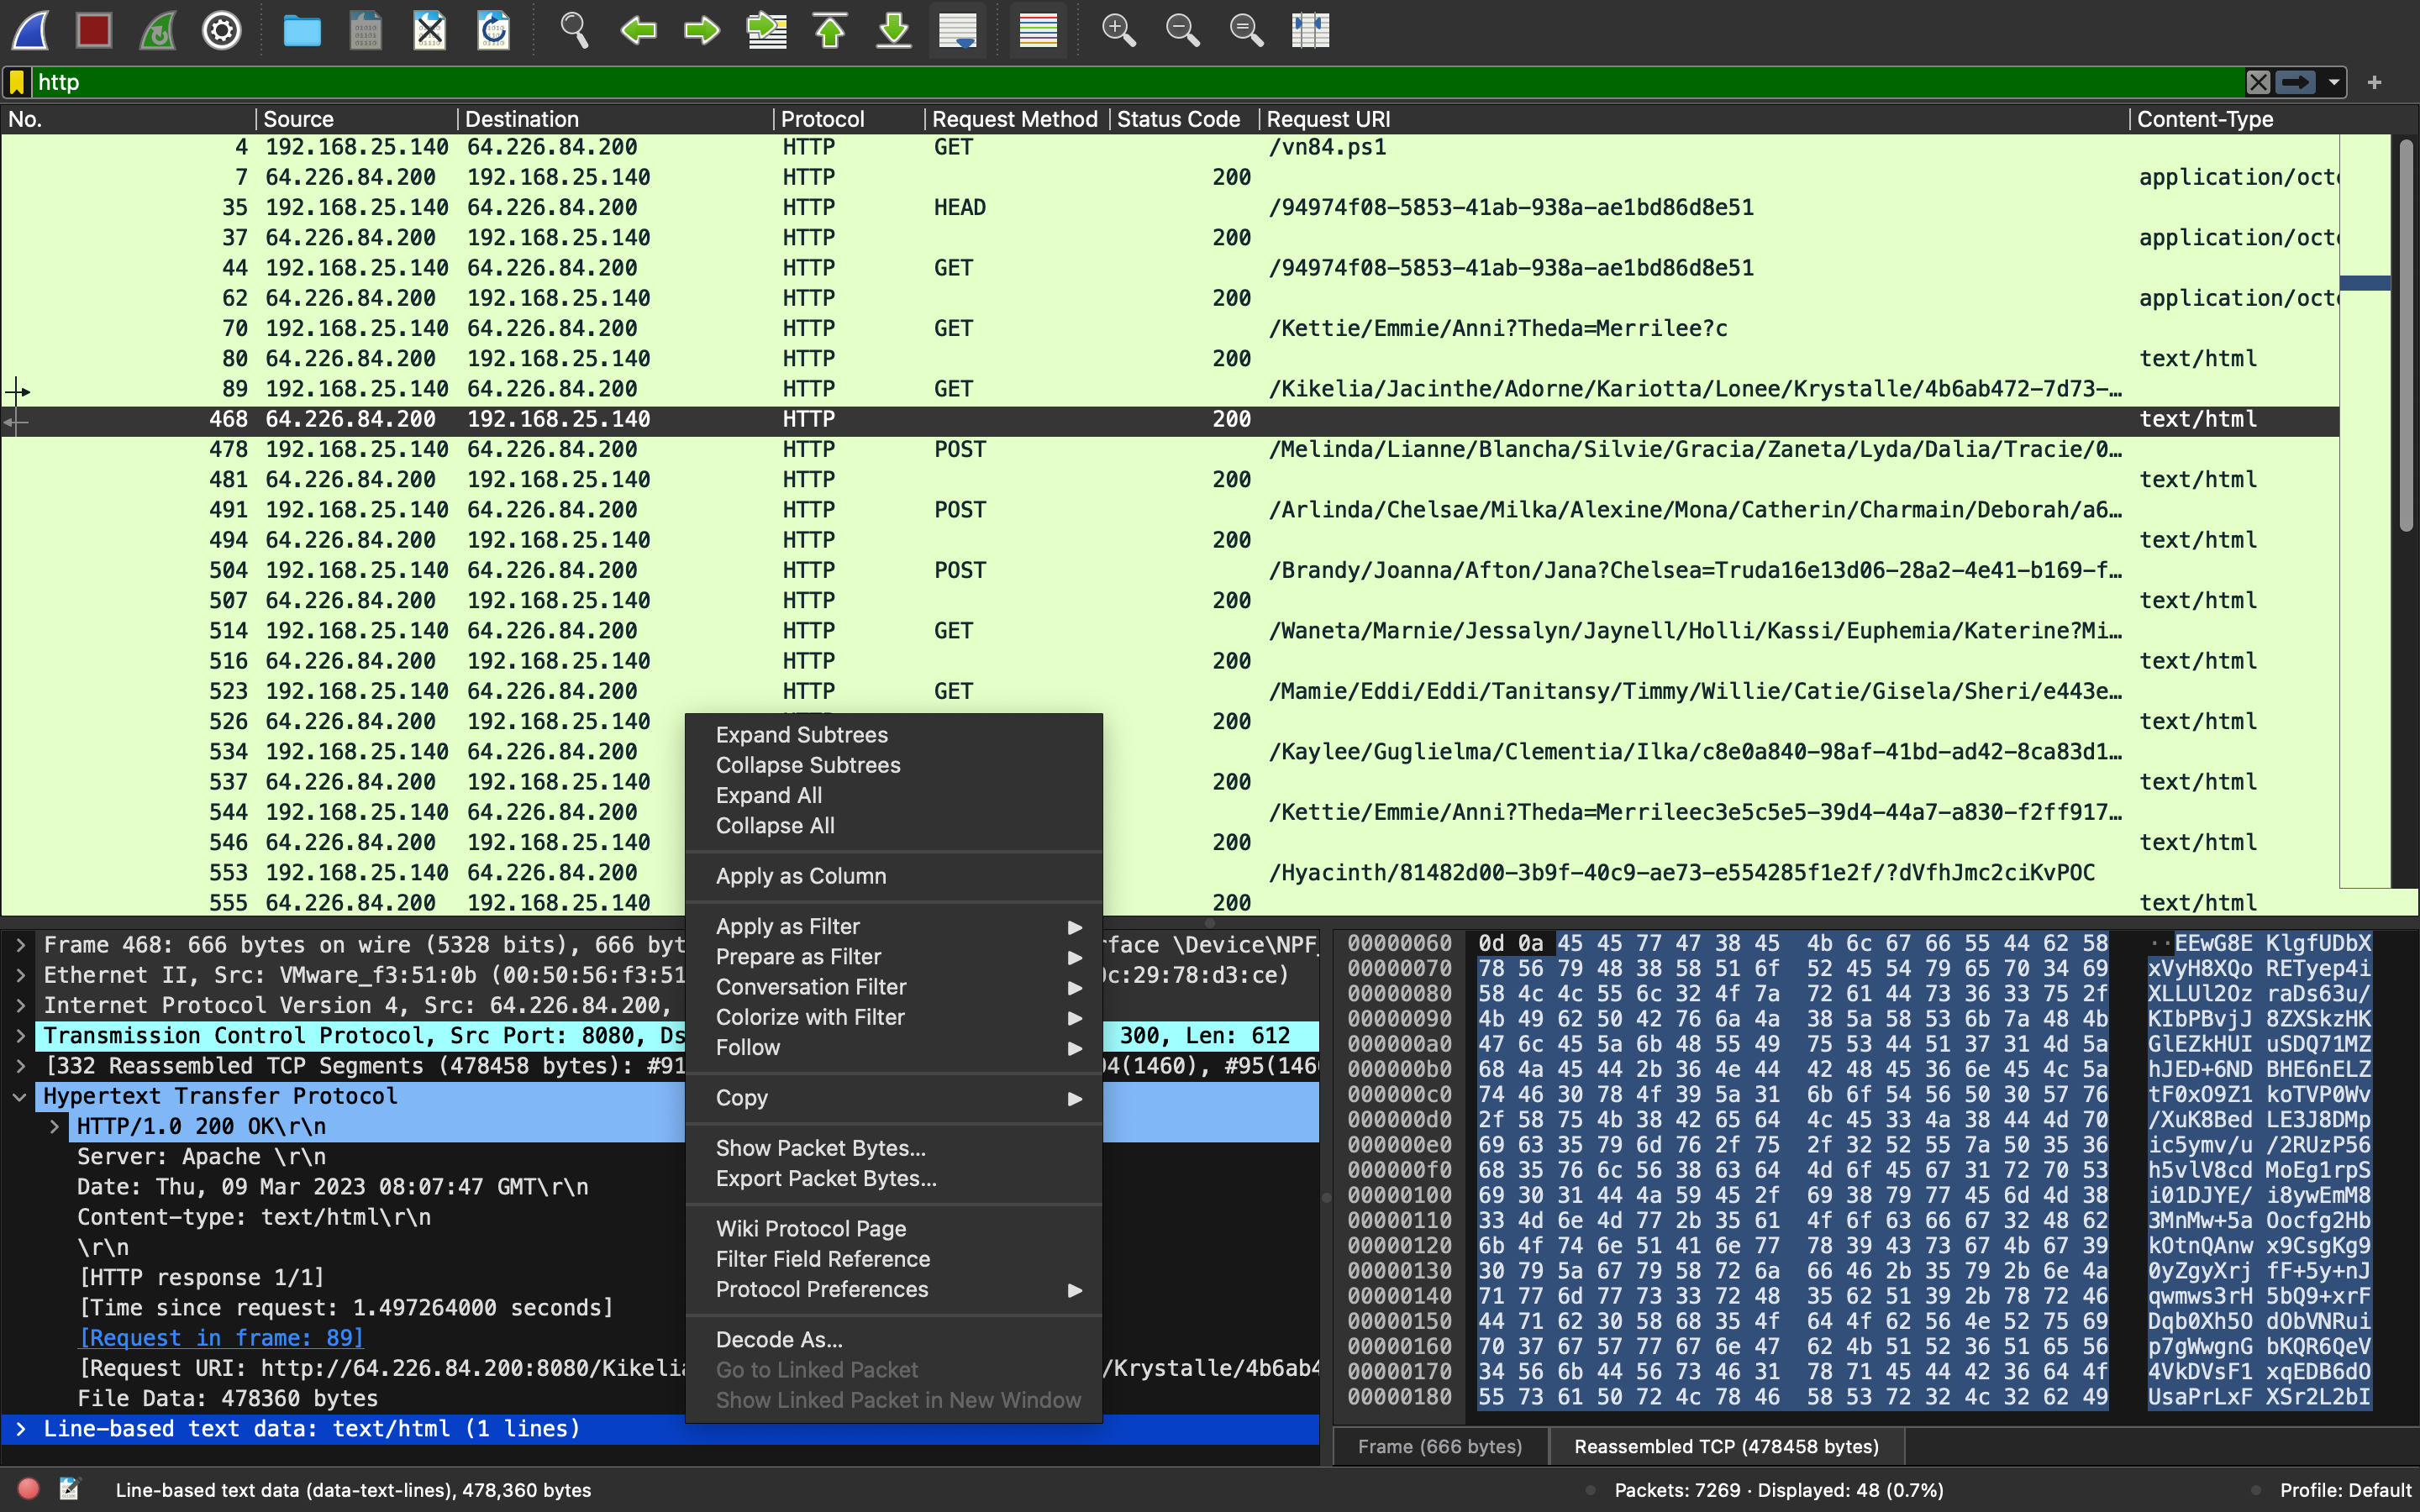 http
No. Source Destination Protocol Request Method Status Code Request URI Content-Type
4 192.168.25.140 64.226.84.200 HTTP GET /vn84.ps1
7 64.226.84.200 192.168.25.140 HTTP 200 application/octe
35 192.168.25.140 64.226.84.200 HTTP HEAD /94974f08-5853-41ab-938a-ae1bd86d8e51
37 64.226.84.200 192.168.25.140 HTTP 200 application/octe
44 192.168.25.140 64.226.84.200 HTTP GET /94974f08-5853-41ab-938a-ae1bd86d8e51
62 64.226.84.200 192.168.25.140 HTTP 200 application/octe
70 192.168.25.140 64.226.84.200 HTTP GET /Kettie/Emmie/Anni?Theda=Merrilee?c
80 64.226.84.200 192.168.25.140 HTTP 200 text/html
89 192.168.25.140 64.226.84.200 HTTP GET /Kikelia/Jacinthe/Adorne/Kariotta/Lonee/Krystalle/4b6ab472-7d73-…
468 64.226.84.200 192.168.25.140 HTTP 200 text/html
478 192.168.25.140 64.226.84.200 HTTP POST /Melinda/Lianne/Blancha/Silvie/Gracia/Zaneta/Lyda/Dalia/Tracie/0…
481 64.226.84.200 192.168.25.140 HTTP 200 text/html
491 192.168.25.140 64.226.84.200 HTTP POST /Arlinda/Chelsae/Milka/Alexine/Mona/Catherin/Charmain/Deborah/a6…
494 64.226.84.200 192.168.25.140 HTTP 200 text/html
504 192.168.25.140 64.226.84.200 HTTP POST /Brandy/Joanna/Afton/Jana?Chelsea=Truda16e13d06-28a2-4e41-b169-f…
507 64.226.84.200 192.168.25.140 HTTP 200 text/html
514 192.168.25.140 64.226.84.200 HTTP GET /Waneta/Marnie/Jessalyn/Jaynell/Holli/Kassi/Euphemia/Katerine?Mi…
516 64.226.84.200 192.168.25.140 HTTP 200 text/html
523 192.168.25.140 64.226.84.200 HTTP GET /Mamie/Eddi/Eddi/Tanitansy/Timmy/Willie/Catie/Gisela/Sheri/e443e…
526 64.226.84.200 192.168.25.140 200 text/html
534 192.168.25.140 64.226.84.200 /Kaylee/Guglielma/Clementia/Ilka/c8e0a840-98af-41bd-ad42-8ca83d1…
537 64.226.84.200 192.168.25.140 200 text/html
544 192.168.25.140 64.226.84.200 /Kettie/Emmie/Anni?Theda=Merrileec3e5c5e5-39d4-44a7-a830-f2ff917…
546 64.226.84.200 192.168.25.140 200 text/html
553 192.168.25.140 64.226.84.200 /Hyacinth/81482d00-3b9f-40c9-ae73-e554285f1e2f/?dVfhJmc2ciKvPOC
555 64.226.84.200 192.168.25.140 200 text/html
Expand Subtrees
Collapse Subtrees
Expand All
Collapse All
Apply as Column
Apply as Filter
Prepare as Filter
Conversation Filter
Colorize with Filter
Follow
Copy
Show Packet Bytes…
Export Packet Bytes…
Wiki Protocol Page
Filter Field Reference
Protocol Preferences
Decode As…
Go to Linked Packet
Show Linked Packet in New Window
Frame 468: 666 bytes on wire (5328 bits), 666 byt rface \Device\NPF_
Ethernet II, Src: VMware_f3:51:0b (00:50:56:f3:51 0c:29:78:d3:ce)
Internet Protocol Version 4, Src: 64.226.84.200,
Transmission Control Protocol, Src Port: 8080, Ds 300, Len: 612
[332 Reassembled TCP Segments (478458 bytes): #91 94(1460), #95(146
Hypertext Transfer Protocol
HTTP/1.0 200 OK\r\n
Server: Apache \r\n
Date: Thu, 09 Mar 2023 08:07:47 GMT\r\n
Content-type: text/html\r\n
\r\n
[HTTP response 1/1]
[Time since request: 1.497264000 seconds]
[Request in frame: 89]
[Request URI: http://64.226.84.200:8080/Kikelia /Krystalle/4b6ab4
File Data: 478360 bytes
Line-based text data: text/html (1 lines)
00000060 0d 0a 45 45 77 47 38 45 4b 6c 67 66 55 44 62 58 ··EEwG8E KlgfUDbX
00000070 78 56 79 48 38 58 51 6f 52 45 54 79 65 70 34 69 xVyH8XQo RETyep4i
00000080 58 4c 4c 55 6c 32 4f 7a 72 61 44 73 36 33 75 2f XLLUl2Oz raDs63u/
00000090 4b 49 62 50 42 76 6a 4a 38 5a 58 53 6b 7a 48 4b KIbPBvjJ 8ZXSkzHK
000000a0 47 6c 45 5a 6b 48 55 49 75 53 44 51 37 31 4d 5a GlEZkHUI uSDQ71MZ
000000b0 68 4a 45 44 2b 36 4e 44 42 48 45 36 6e 45 4c 5a hJED+6ND BHE6nELZ
000000c0 74 46 30 78 4f 39 5a 31 6b 6f 54 56 50 30 57 76 tF0xO9Z1 koTVP0Wv
000000d0 2f 58 75 4b 38 42 65 64 4c 45 33 4a 38 44 4d 70 /XuK8Bed LE3J8DMp
000000e0 69 63 35 79 6d 76 2f 75 2f 32 52 55 7a 50 35 36 ic5ymv/u /2RUzP56
000000f0 68 35 76 6c 56 38 63 64 4d 6f 45 67 31 72 70 53 h5vlV8cd MoEg1rpS
00000100 69 30 31 44 4a 59 45 2f 69 38 79 77 45 6d 4d 38 i01DJYE/ i8ywEmM8
00000110 33 4d 6e 4d 77 2b 35 61 4f 6f 63 66 67 32 48 62 3MnMw+5a Oocfg2Hb
00000120 6b 4f 74 6e 51 41 6e 77 78 39 43 73 67 4b 67 39 kOtnQAnw x9CsgKg9
00000130 30 79 5a 67 79 58 72 6a 66 46 2b 35 79 2b 6e 4a 0yZgyXrj fF+5y+nJ
00000140 71 77 6d 77 73 33 72 48 35 62 51 39 2b 78 72 46 qwmws3rH 5bQ9+xrF
00000150 44 71 62 30 58 68 35 4f 64 4f 62 56 4e 52 75 69 Dqb0Xh5O dObVNRui
00000160 70 37 67 57 77 67 6e 47 62 4b 51 52 36 51 65 56 p7gWwgnG bKQR6QeV
00000170 34 56 6b 44 56 73 46 31 78 71 45 44 42 36 64 4f 4VkDVsF1 xqEDB6dO
00000180 55 73 61 50 72 4c 78 46 58 53 72 32 4c 32 62 49 UsaPrLxF XSr2L2bI
Frame (666 bytes) Reassembled TCP (478458 bytes)
Line-based text data (data-text-lines), 478,360 bytes Packets: 7269 · Displayed: 48 (0.7%) Profile: Default